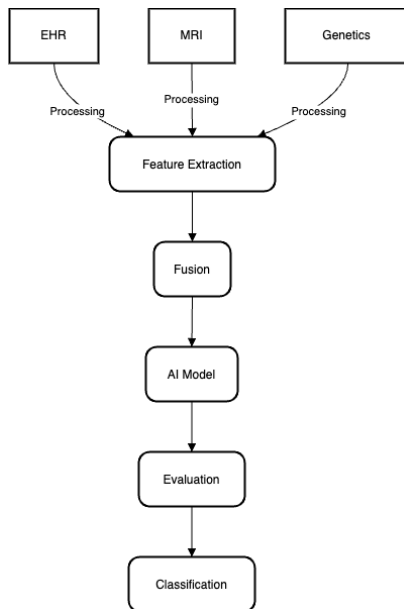 EHR
MRI
Genetics
Processing
Processing
Processing
Feature Extraction
Fusion
AI Model
Evaluation
Classification